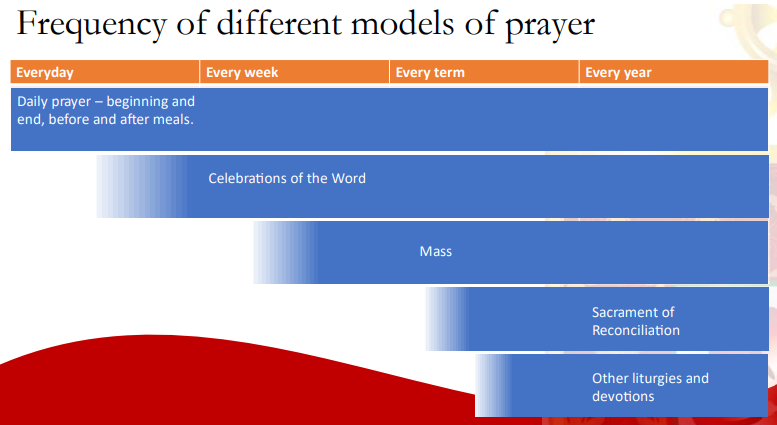 Frequency of different models of prayer
Everyday
Every week
Every term
Every year
Daily prayer – beginning and
end, before and after meals.
Celebrations of the Word
Mass
Sacrament of
Reconciliation
Other liturgies and
devotions